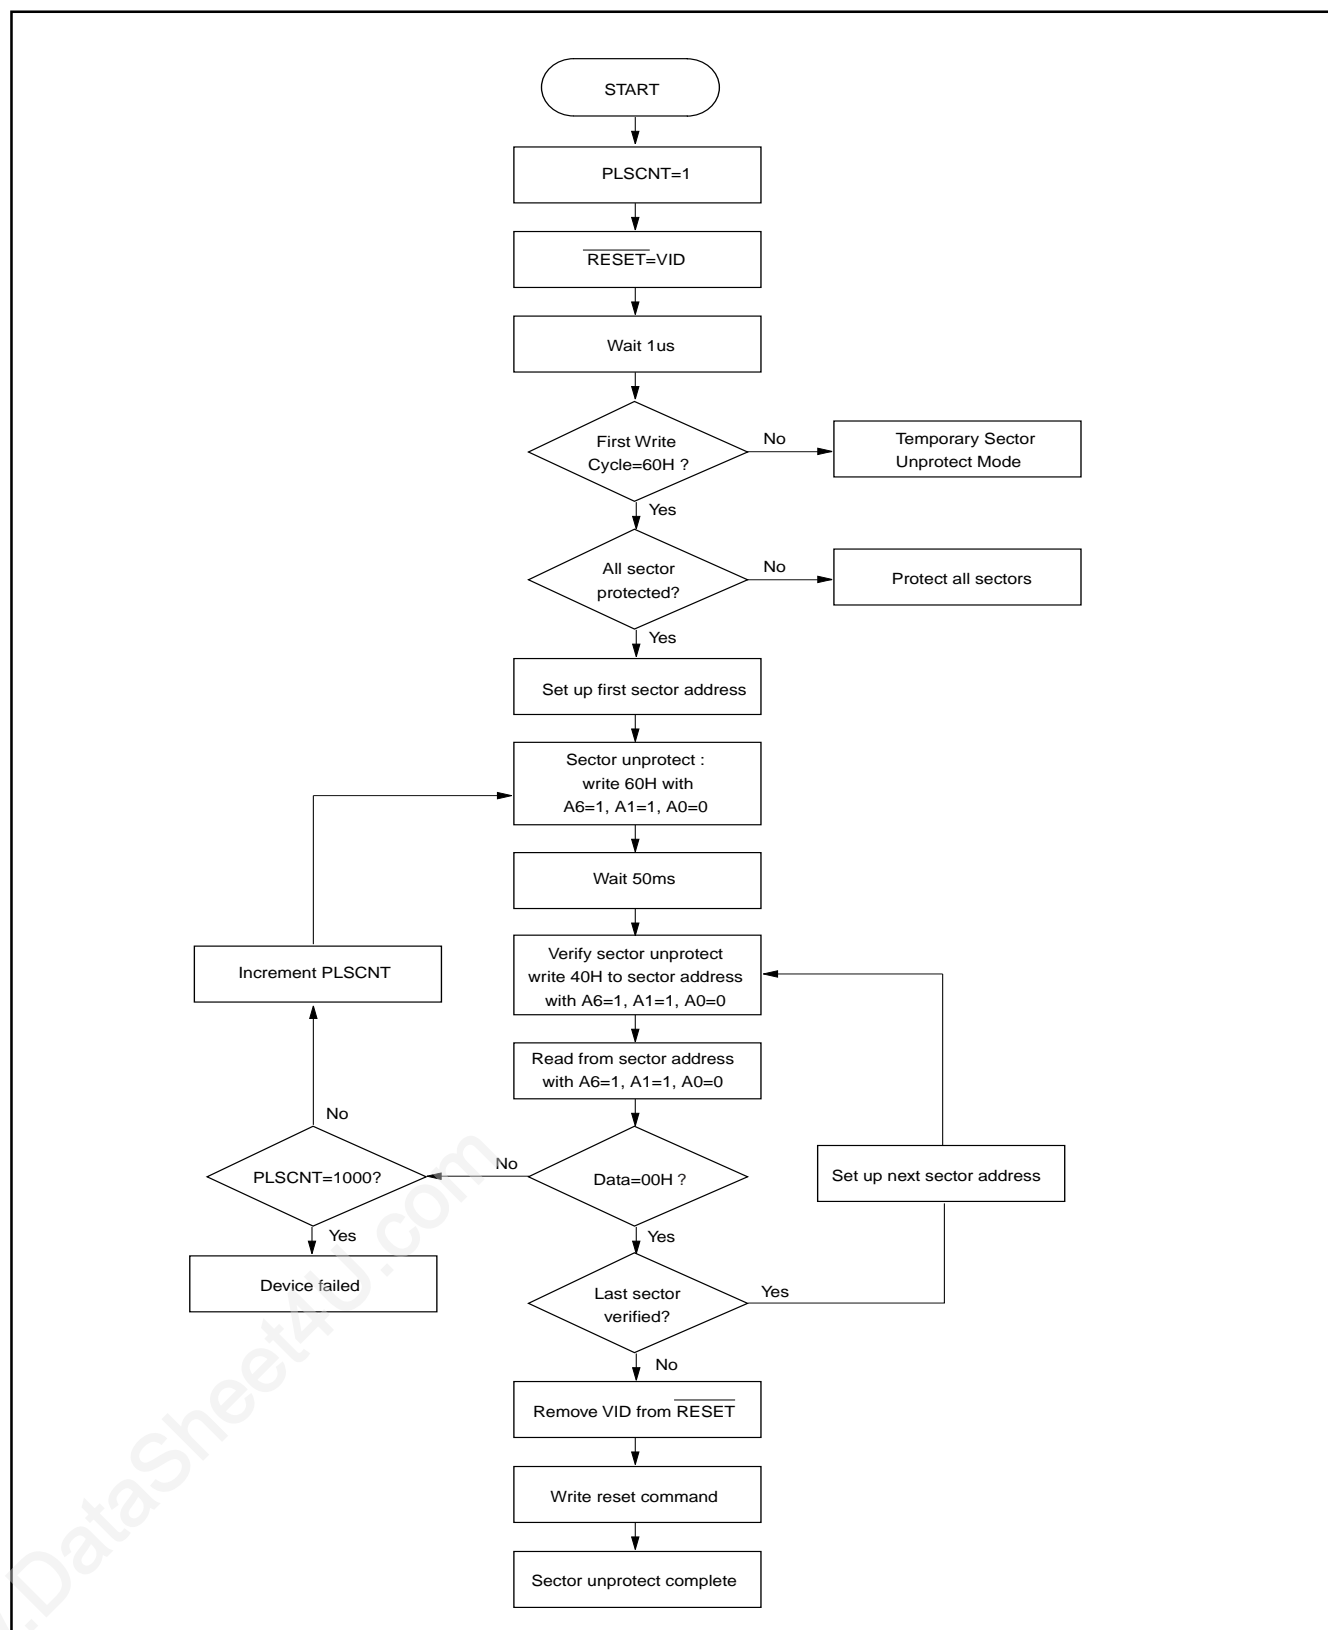 START
PLSCNT=1
RESET=VID
Wait 1us
First Write
Cycle=60H ?
No
Temporary Sector
Unprotect Mode
Yes
All sector
protected?
No
Protect all sectors
Yes
Set up first sector address
Sector unprotect :
write 60H with
A6=1, A1=1, A0=0
Wait 50ms
Increment PLSCNT
Verify sector unprotect
write 40H to sector address
with A6=1, A1=1, A0=0
Read from sector address
with A6=1, A1=1, A0=0
No
PLSCNT=1000?
No
Data=00H ?
Set up next sector address
Yes
Device failed
Yes
Last sector
verified?
Yes
No
Remove VID from RESET
Write reset command
Sector unprotect complete
.DataSheet4U.com